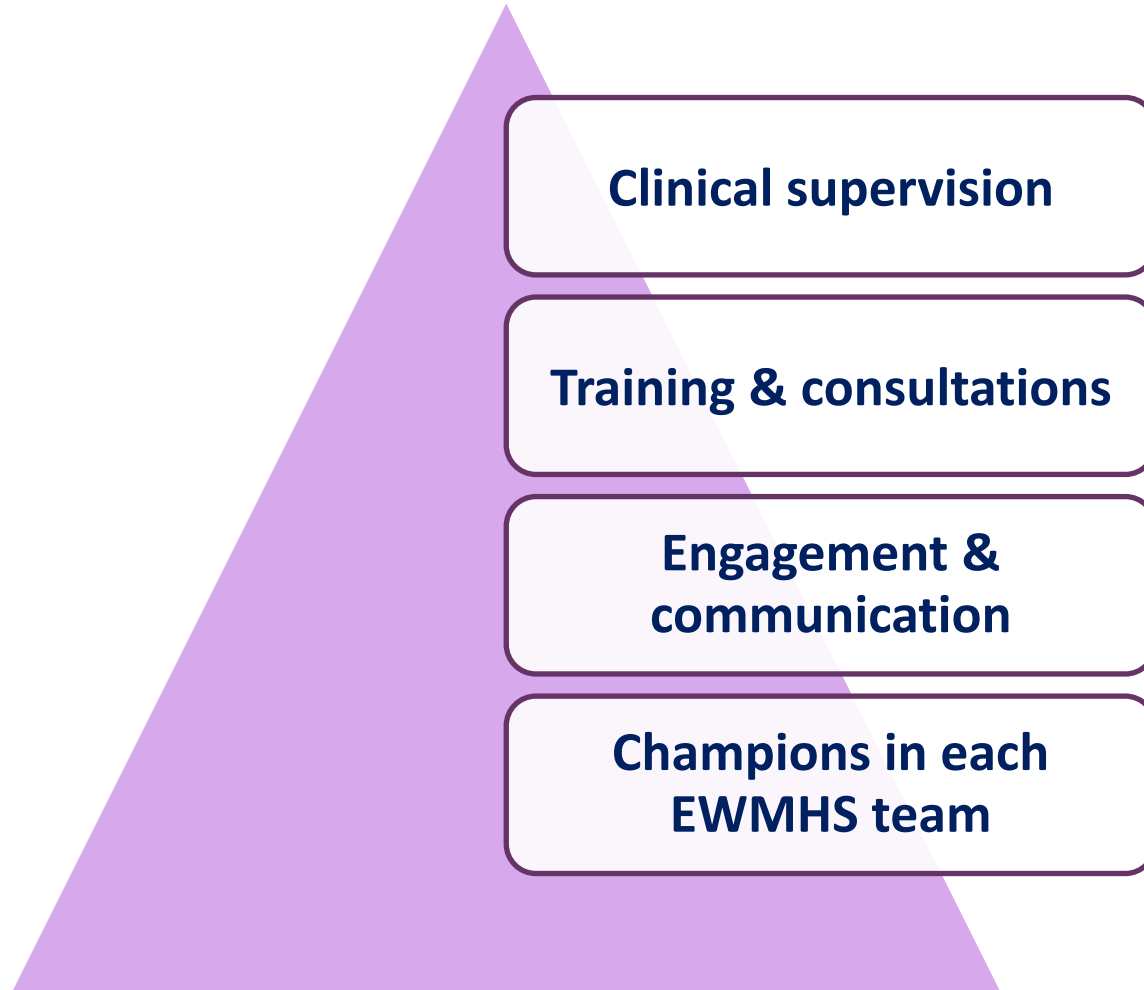 Clinical supervision
Training & consultations
Engagement &
communication
Champions in each
EWMHS team